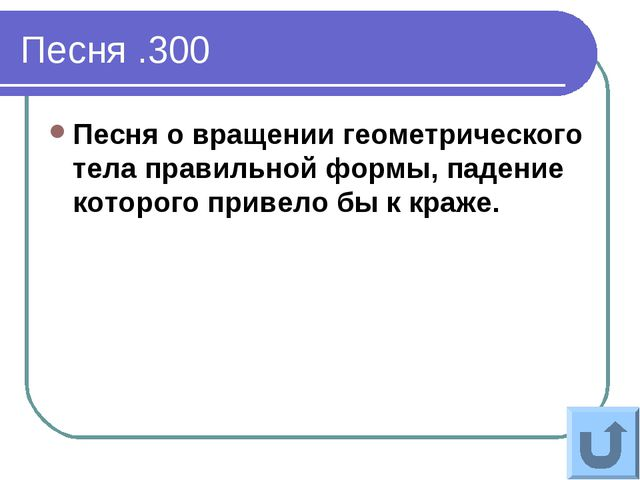 Песня .300
Песня о вращении геометрического
тела правильной формы, падение
которого привело бы к краже.